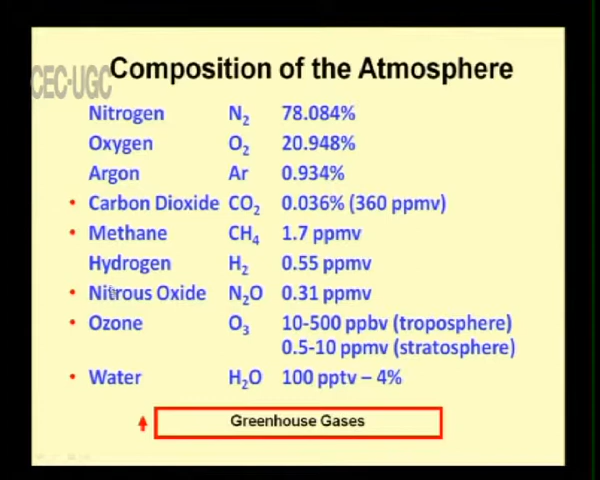 CEC-UGC
Composition of the Atmosphere
Nitrogen N₂ 78.084%
Oxygen O₂ 20.948%
Argon Ar 0.934%
• Carbon Dioxide CO₂ 0.036% (360 ppmv)
• Methane CH₄ 1.7 ppmv
Hydrogen H₂ 0.55 ppmv
• Nitrous Oxide N₂O 0.31 ppmv
• Ozone O₃ 10-500 ppbv (troposphere)
0.5-10 ppmv (stratosphere)
• Water H₂O 100 pptv – 4%
Greenhouse Gases